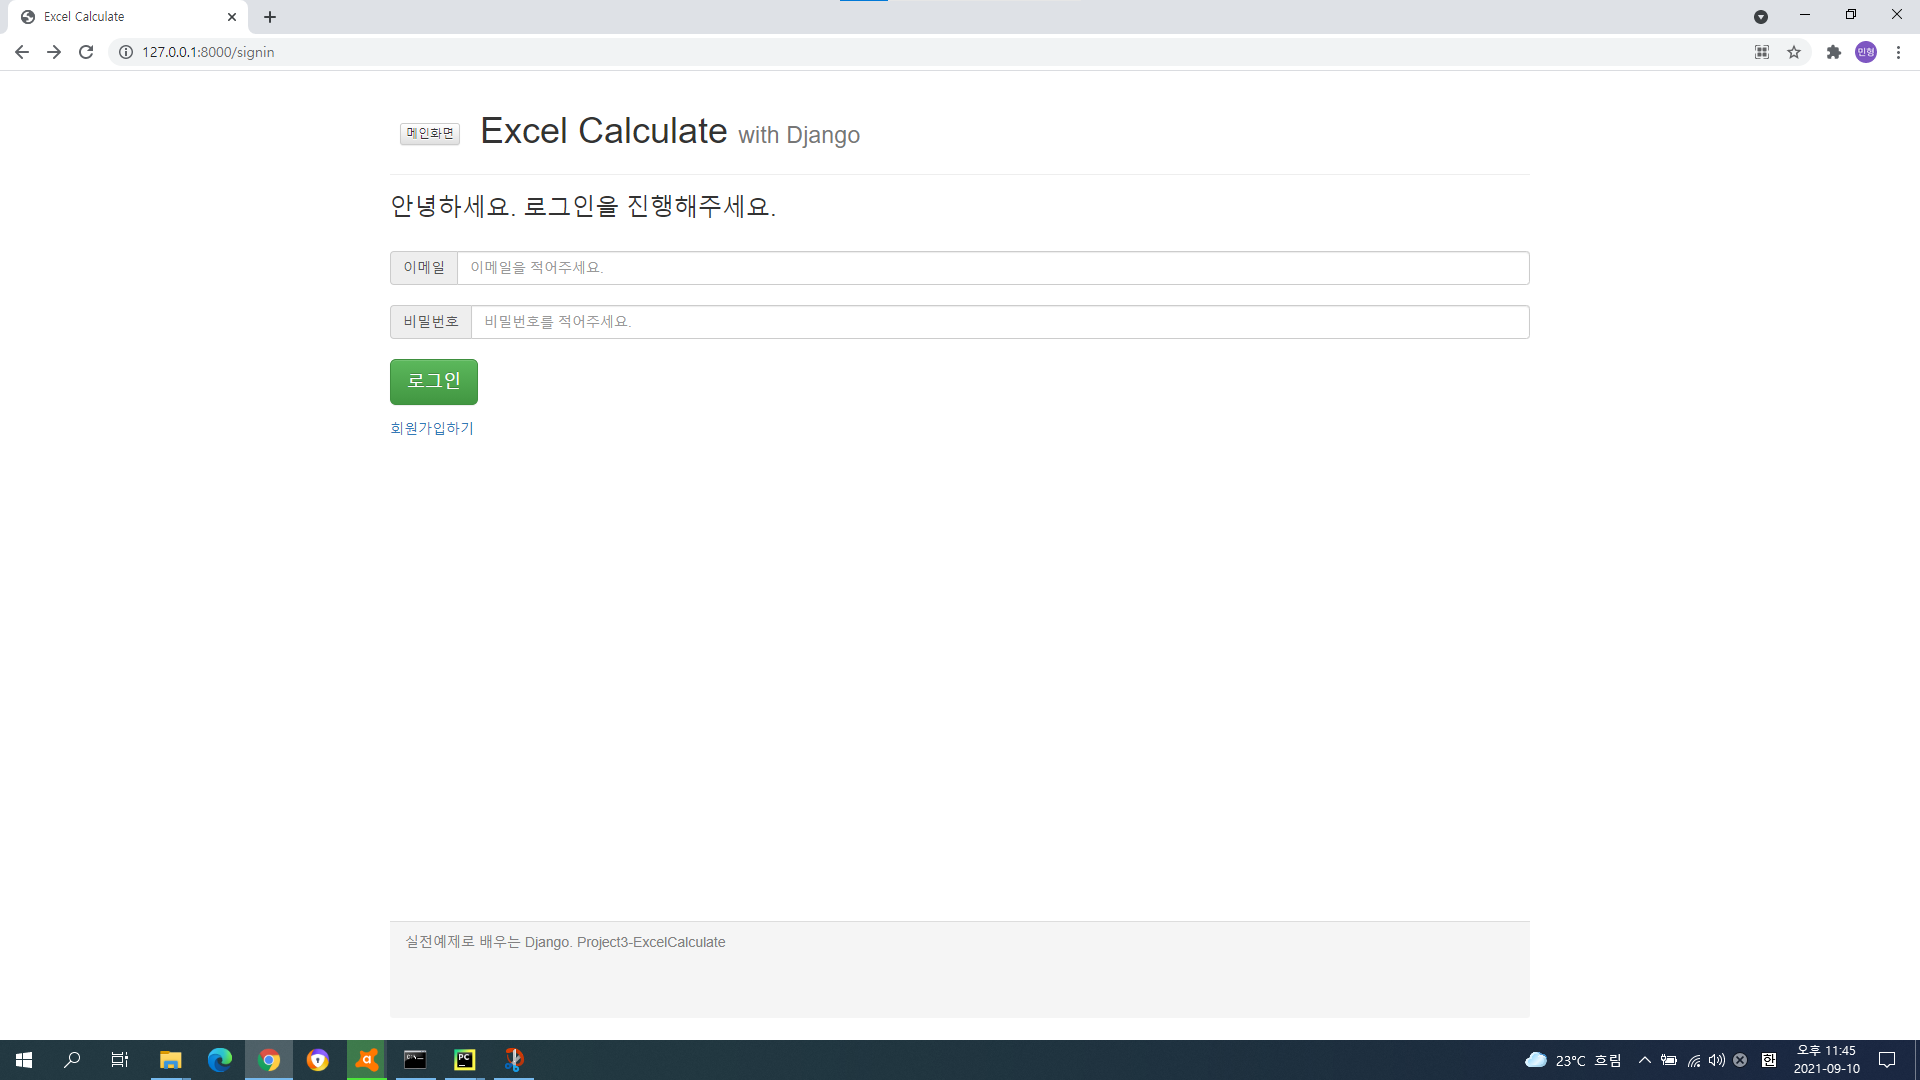 Excel Calculate
127.0.0.1:8000/signin
민형
메인화면 Excel Calculate with Django
안녕하세요. 로그인을 진행해주세요.
이메일 이메일을 적어주세요.
비밀번호 비밀번호를 적어주세요.
로그인
회원가입하기
실전예제로 배우는 Django. Project3-ExcelCalculate
23°C 흐림
한
오후 11:45
2021-09-10